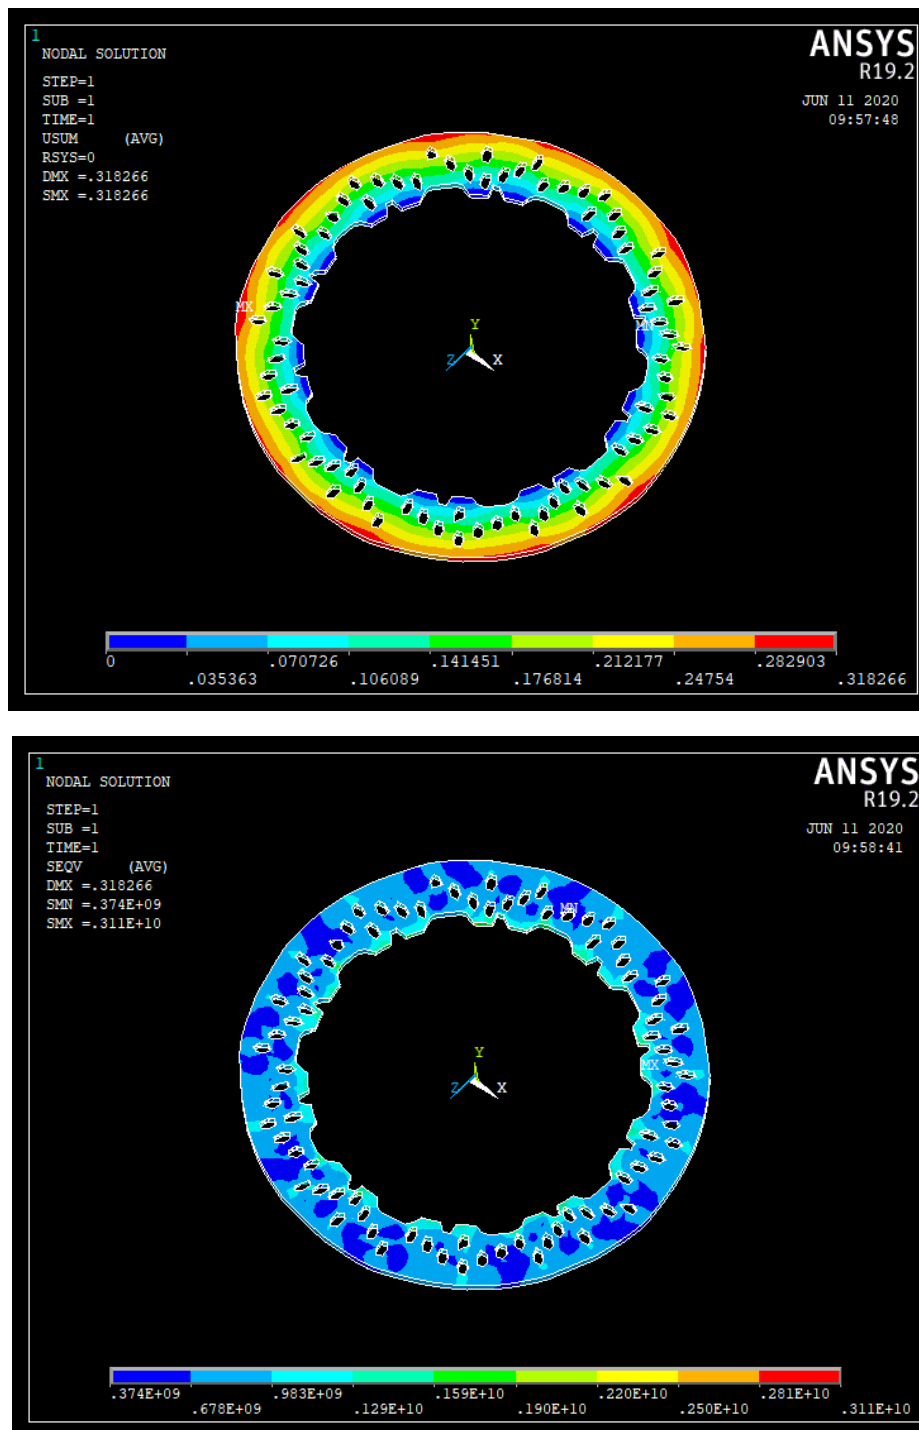 1
NODAL SOLUTION
ANSYS
R19.2
STEP=1
SUB =1
TIME=1
USUM (AVG)
RSYS=0
DMX =.318266
SMX =.318266
JUN 11 2020
09:57:48
MX
MN
Y
Z X
0 .070726 .141451 .212177 .282903
.035363 .106089 .176814 .24754 .318266
1
NODAL SOLUTION
ANSYS
R19.2
STEP=1
SUB =1
TIME=1
SEQV (AVG)
DMX =.318266
SMN =.374E+09
SMX =.311E+10
JUN 11 2020
09:58:41
MN
MX
Y
Z X
.374E+09 .983E+09 .159E+10 .220E+10 .281E+10
.678E+09 .129E+10 .190E+10 .250E+10 .311E+10